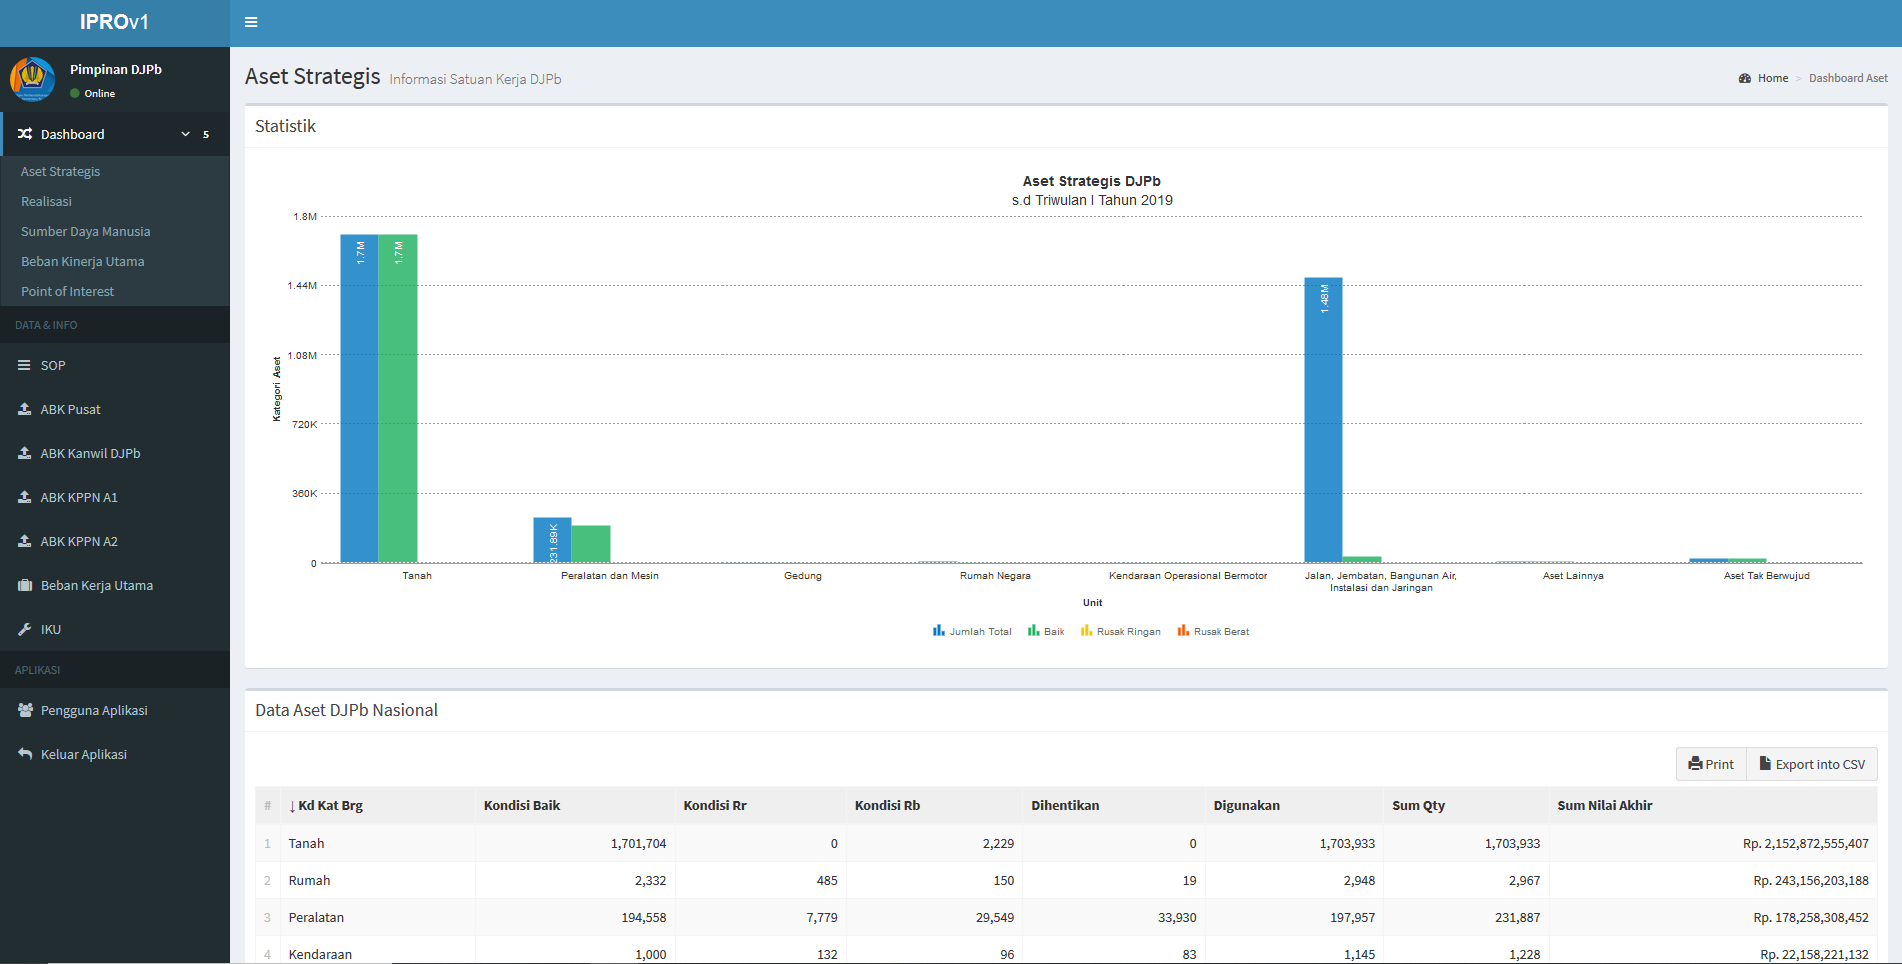 IPROv1
Pimpinan DJPb
Online
Dashboard 5
Aset Strategis
Realisasi
Sumber Daya Manusia
Beban Kinerja Utama
Point of Interest
DATA & INFO
SOP
ABK Pusat
ABK Kanwil DJPb
ABK KPPN A1
ABK KPPN A2
Beban Kerja Utama
IKU
APLIKASI
Pengguna Aplikasi
Keluar Aplikasi
Aset Strategis Informasi Satuan Kerja DJPb
Home > Dashboard Aset
Statistik
Aset Strategis DJPb
s.d Triwulan I Tahun 2019
Kategori Aset
1.8M
1.44M
1.08M
720K
360K
0
1.7M
1.7M
231.89K
1.48M
Tanah
Peralatan dan Mesin
Gedung
Rumah Negara
Kendaraan Operasional Bermotor
Jalan, Jembatan, Bangunan Air,
Instalasi dan Jaringan
Aset Lainnya
Aset Tak Berwujud
Unit
Jumlah Total Baik Rusak Ringan Rusak Berat
Data Aset DJPb Nasional
Print Export into CSV
# ↓ Kd Kat Brg Kondisi Baik Kondisi Rr Kondisi Rb Dihentikan Digunakan Sum Qty Sum Nilai Akhir
1 Tanah 1,701,704 0 2,229 0 1,703,933 1,703,933 Rp. 2,152,872,555,407
2 Rumah 2,332 485 150 19 2,948 2,967 Rp. 243,156,203,188
3 Peralatan 194,558 7,779 29,549 33,930 197,957 231,887 Rp. 178,258,308,452
4 Kendaraan 1,000 132 96 83 1,145 1,228 Rp. 22,158,221,132